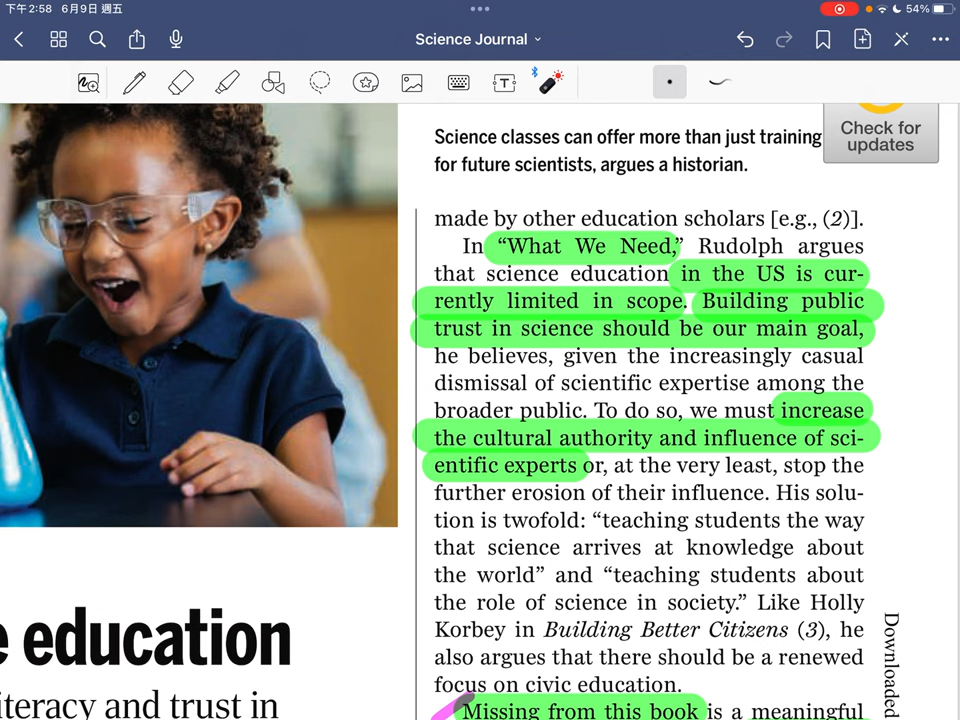 下午2:58 6月9日 週五
54%
Science Journal
T
Science classes can offer more than just training
for future scientists, argues a historian.
Check for
updates
made by other education scholars [e.g., (2)].
In “What We Need,” Rudolph argues
that science education in the US is cur-
rently limited in scope. Building public
trust in science should be our main goal,
he believes, given the increasingly casual
dismissal of scientific expertise among the
broader public. To do so, we must increase
the cultural authority and influence of sci-
entific experts or, at the very least, stop the
further erosion of their influence. His solu-
tion is twofold: “teaching students the way
that science arrives at knowledge about
the world” and “teaching students about
the role of science in society.” Like Holly
Korbey in Building Better Citizens (3), he
also argues that there should be a renewed
focus on civic education.
Missing from this book is a meaningful
e education
iteracy and trust in
Downloaded